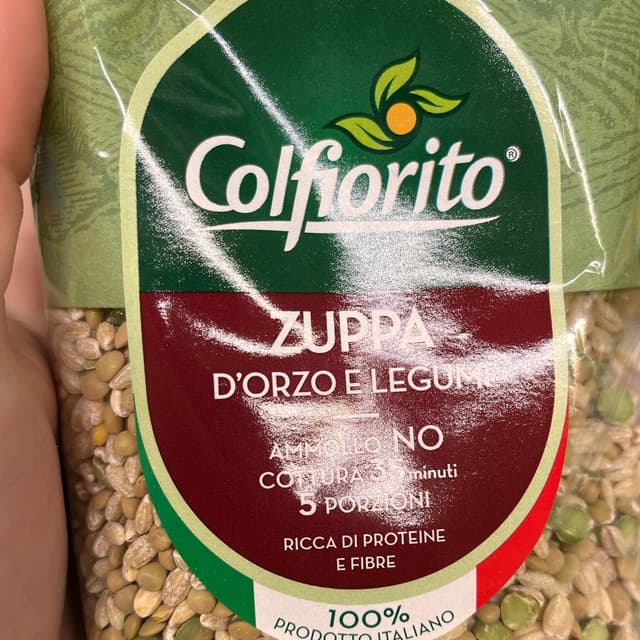 Colfiorito®
ZUPPA
D'ORZO E LEGUMI
AMMOLLO: NO
COTTURA minuti
5 PORZIONI
RICCA DI PROTEINE
E FIBRE
100%
PRODOTTO ITALIANO